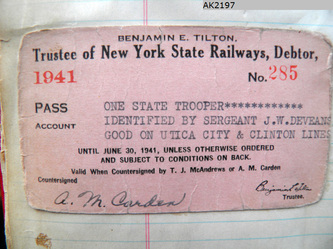 AK2197
BENJAMIN E. TILTON,
Trustee of New York State Railways, Debtor,
1941 No. 285
PASS ONE STATE TROOPER************
ACCOUNT IDENTIFIED BY SERGEANT J.W.DEVEANS
GOOD ON UTICA CITY & CLINTON LINES
UNTIL JUNE 30, 1941, UNLESS OTHERWISE ORDERED
AND SUBJECT TO CONDITIONS ON BACK.
Valid When Countersigned by T. J. McAndrews or A. M. Carden
Countersigned
A. M. Carden Benjamin Tilton
Trustee.